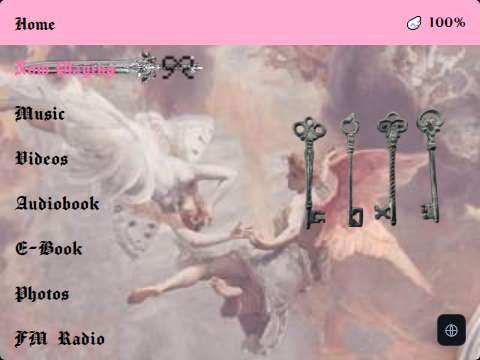 Home
100%
Now Playing
Music
Videos
Audiobook
E-Book
Photos
FM Radio